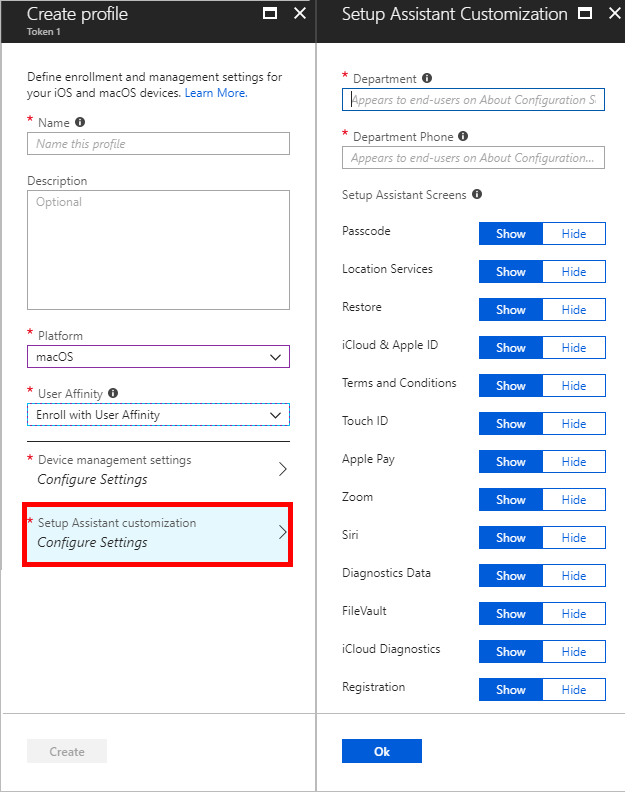 Create profile
Token 1
Define enrollment and management settings for
your iOS and macOS devices. Learn More.
* Name
Name this profile
Description
Optional
* Platform
macOS
* User Affinity
Enroll with User Affinity
* Device management settings
Configure Settings
* Setup Assistant customization
Configure Settings
Create
Setup Assistant Customization
* Department
Appears to end-users on About Configuration S
* Department Phone
Appears to end-users on About Configuration...
Setup Assistant Screens
Passcode Show Hide
Location Services Show Hide
Restore Show Hide
iCloud & Apple ID Show Hide
Terms and Conditions Show Hide
Touch ID Show Hide
Apple Pay Show Hide
Zoom Show Hide
Siri Show Hide
Diagnostics Data Show Hide
FileVault Show Hide
iCloud Diagnostics Show Hide
Registration Show Hide
Ok